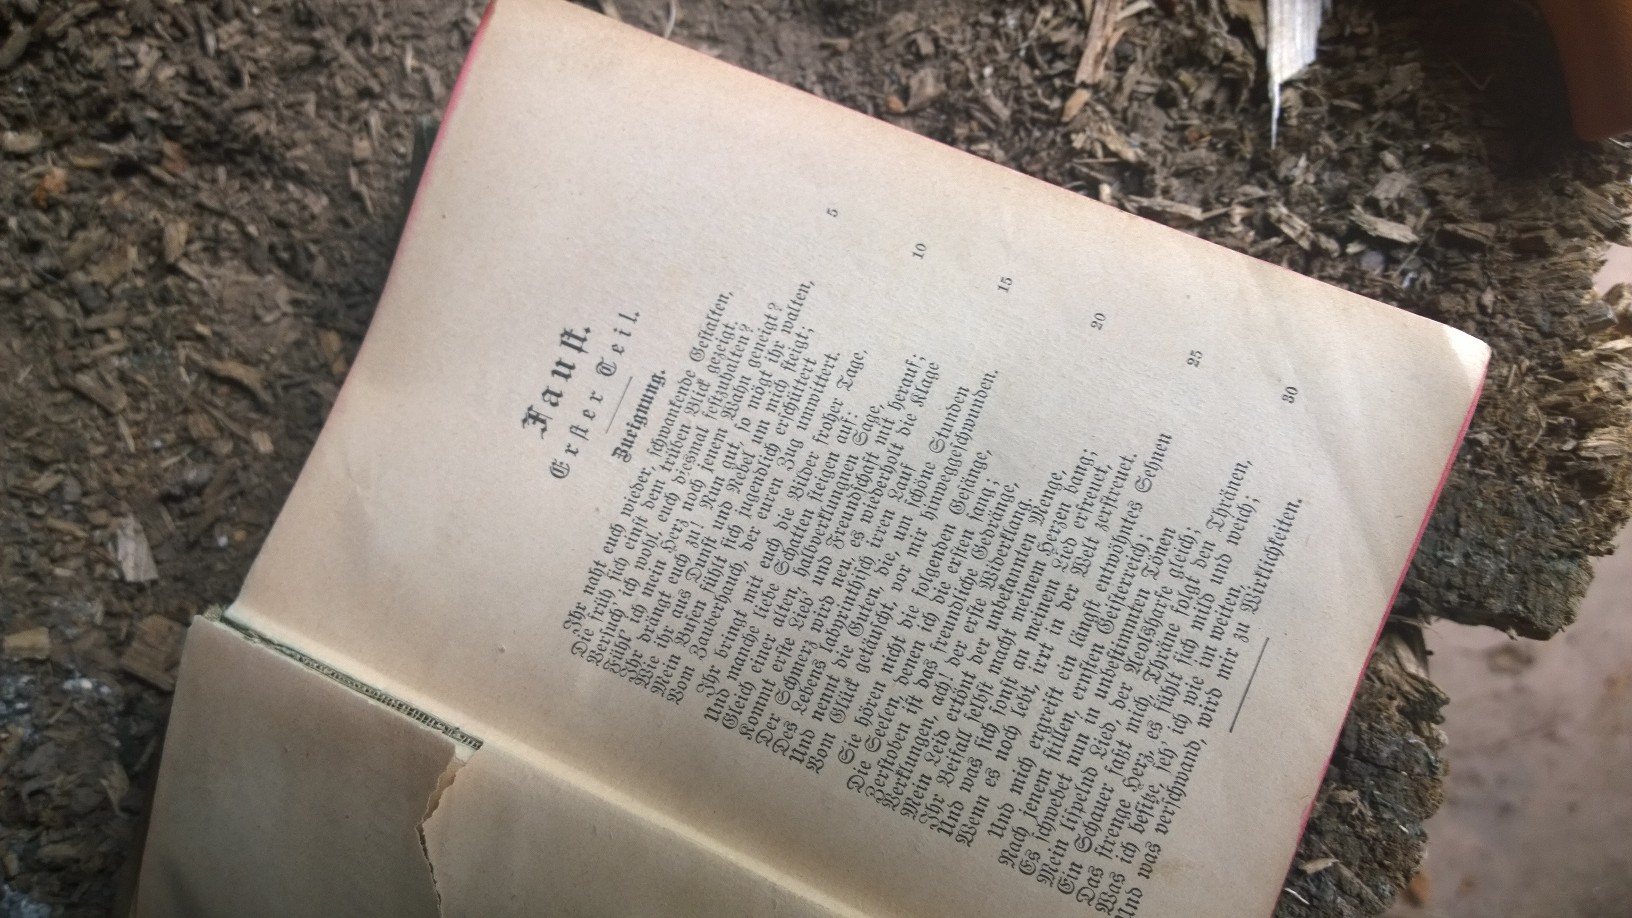 Faust.
Erster Teil.
Zueignung.
Ihr naht euch wieder, schwankende Gestalten,
Die früh sich einst dem trüben Blick gezeigt.
Versuch' ich wohl, euch diesmal festzuhalten?
Fühl' ich mein Herz noch jenem Wahn geneigt?
Ihr drängt euch zu! Nun gut, so mögt ihr walten, 5
Wie ihr aus Dunst und Nebel um mich steigt;
Mein Busen fühlt sich jugendlich erschüttert
Vom Zauberhauch, der euren Zug umwittert.
Ihr bringt mit euch die Bilder froher Tage,
Und manche liebe Schatten steigen auf; 10
Gleich einer alten, halbverklungnen Sage,
Kommt erste Lieb' und Freundschaft mit herauf;
Der Schmerz wird neu, es wiederholt die Klage
Des Lebens labyrinthisch irren Lauf
Und nennt die Guten, die, um schöne Stunden 15
Vom Glück getäuscht, vor mir hinweggeschwunden.
Sie hören nicht die folgenden Gesänge,
Die Seelen, denen ich die ersten sang;
Zerstoben ist das freundliche Gedränge,
Verklungen, ach! der erste Widerklang. 20
Mein Leid ertönt der unbekannten Menge,
Ihr Beifall selbst macht meinem Herzen bang;
Und was sich sonst an meinem Lied erfreuet,
Wenn es noch lebt, irrt in der Welt zerstreuet.
Und mich ergreift ein längst entwöhntes Sehnen 25
Nach jenem stillen, ernsten Geisterreich;
Es schwebet nun in unbestimmten Tönen
Mein lispelnd Lied, der Aeolsharfe gleich;
Ein Schauer faßt mich, Thräne folgt den Thränen,
Das strenge Herz, es fühlt sich mild und weich; 30
Was ich besitze, seh' ich wie im weiten,
Und was verschwand, wird mir zu Wirklichkeiten.